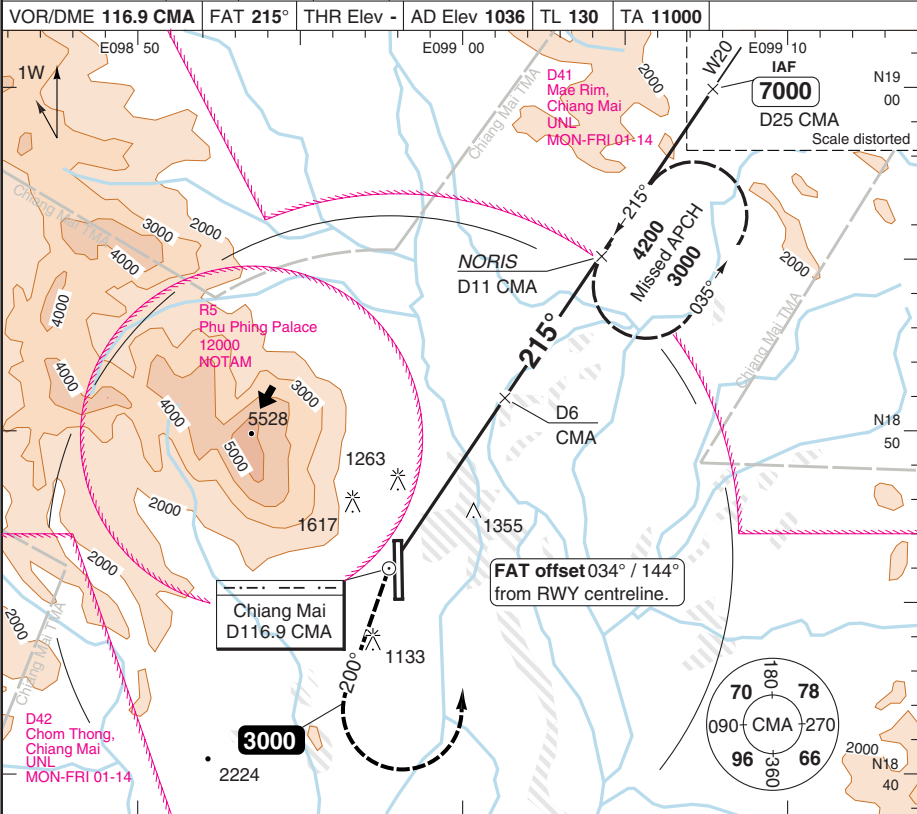 VOR/DME 116.9 CMA FAT 215° THR Elev - AD Elev 1036 TL 130 TA 11000
E098 50
E099 00
E099 10
1W
2000
D41
Mae Rim,
Chiang Mai
UNL
MON-FRI 01-14
Chiang Mai TMA
W20
IAF
7000
D25 CMA
Scale distorted
N19
00
Chiang Mai TMA
3000
2000
4000
4000
4000
215°
4200
Missed APCH
3000
035°
2000
NORIS
D11 CMA
Chiang Mai TMA
R5
Phu Phing Palace
12000
NOTAM
215°
3000
4000
5528
5000
2000
D6
CMA
N18
50
1263
1617
1355
2000
2000
Chiang Mai TMA
FAT offset 034° / 144°
from RWY centreline.
Chiang Mai
D116.9 CMA
1133
200°
3000
2224
D42
Chom Thong,
Chiang Mai
UNL
MON-FRI 01-14
180
70 78
090 CMA 270
96 66
360
2000
N18
40